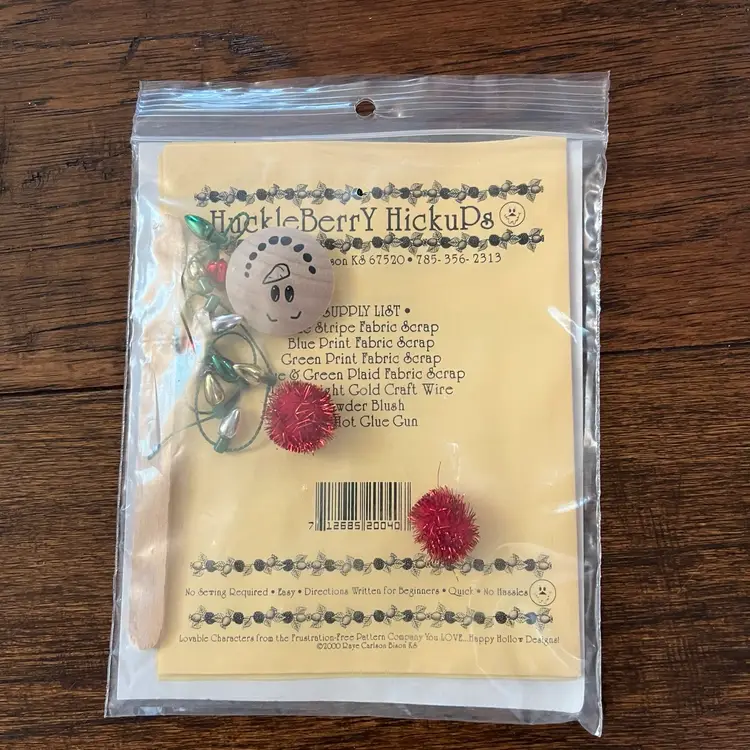 HuckleBerrY HickuPs
son KS 67520 • 785-356-2313
SUPPLY LIST •
Stripe Fabric Scrap
Blue Print Fabric Scrap
Green Print Fabric Scrap
& Green Plaid Fabric Scrap
ght Gold Craft Wire
wder Blush
Hot Glue Gun
7 12685 20040
No Sewing Required • Easy • Directions Written for Beginners • Quick • No Hassles
Lovable Characters from the Frustration-Free Pattern Company You LOVE...Happy Hollow Designs!
©2000 Raye Carlson Bison KS